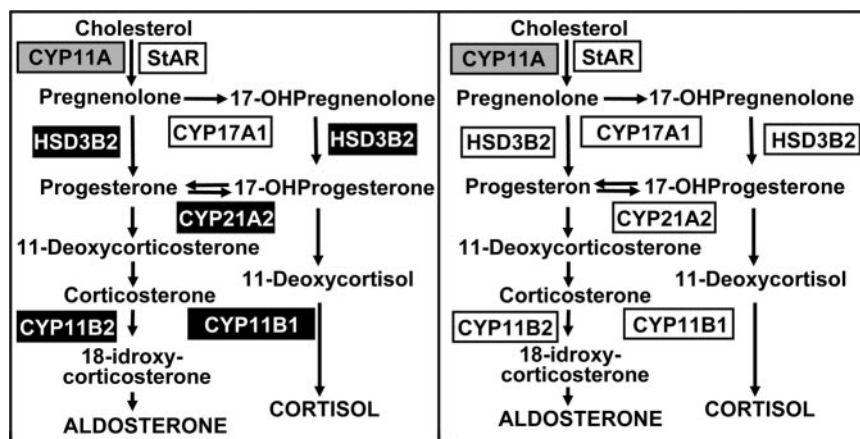 Cholesterol
CYP11A StAR
Pregnenolone 17-OHPregnenolone
CYP17A1
HSD3B2 HSD3B2
Progesterone 17-OHProgesterone
CYP21A2
11-Deoxycorticosterone
11-Deoxycortisol
Corticosterone
CYP11B2 CYP11B1
18-idroxy-
corticosterone
ALDOSTERONE CORTISOL
Cholesterol
CYP11A StAR
Pregnenolone 17-OHPregnenolone
HSD3B2 CYP17A1 HSD3B2
Progesteron 17-OHProgesterone
CYP21A2
11-Deoxycorticosterone
11-Deoxycortisol
Corticosterone
CYP11B2 CYP11B1
18-idroxy-
corticosterone
ALDOSTERONE CORTISOL